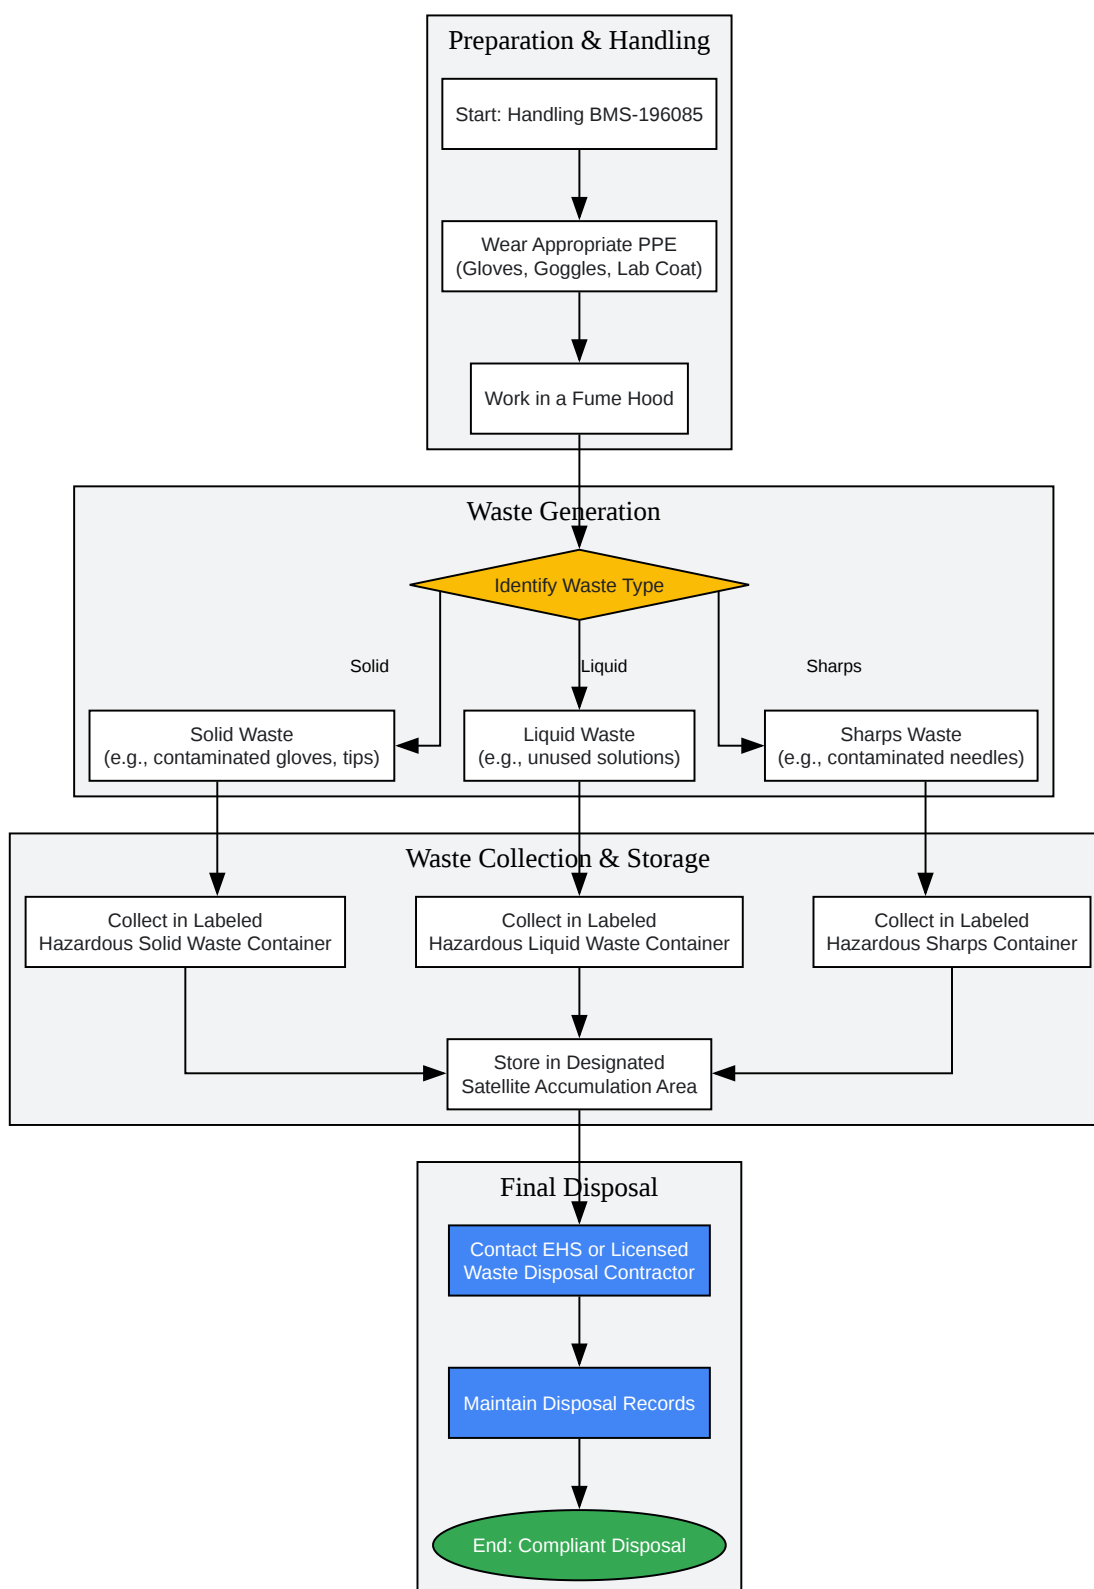 Preparation & Handling
Start: Handling BMS-196085
Wear Appropriate PPE
(Gloves, Goggles, Lab Coat)
Work in a Fume Hood
Waste Generation
Identify Waste Type
Solid
Liquid
Sharps
Solid Waste
(e.g., contaminated gloves, tips)
Liquid Waste
(e.g., unused solutions)
Sharps Waste
(e.g., contaminated needles)
Waste Collection & Storage
Collect in Labeled
Hazardous Solid Waste Container
Collect in Labeled
Hazardous Liquid Waste Container
Collect in Labeled
Hazardous Sharps Container
Store in Designated
Satellite Accumulation Area
Final Disposal
Contact EHS or Licensed
Waste Disposal Contractor
Maintain Disposal Records
End: Compliant Disposal